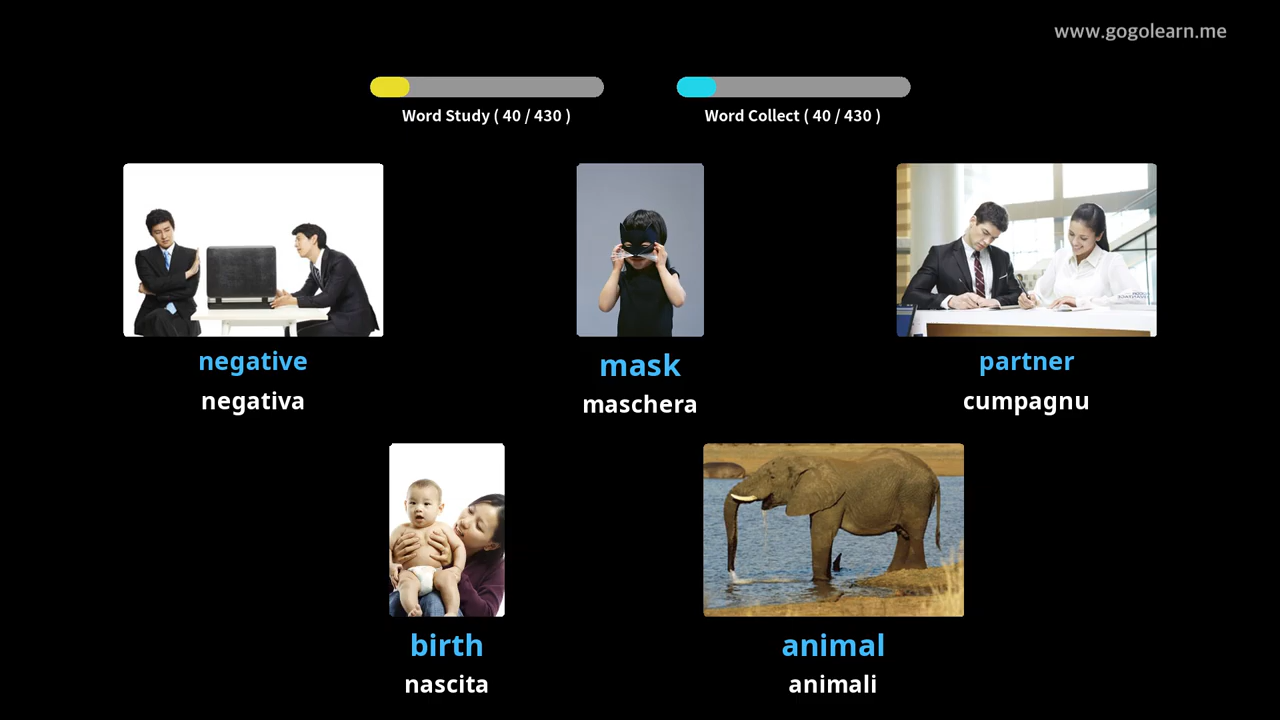 www.gogolearn.me
Word Study ( 40 / 430 )
Word Collect ( 40 / 430 )
negative
negativa
mask
maschera
partner
cumpagnu
birth
nascita
animal
animali